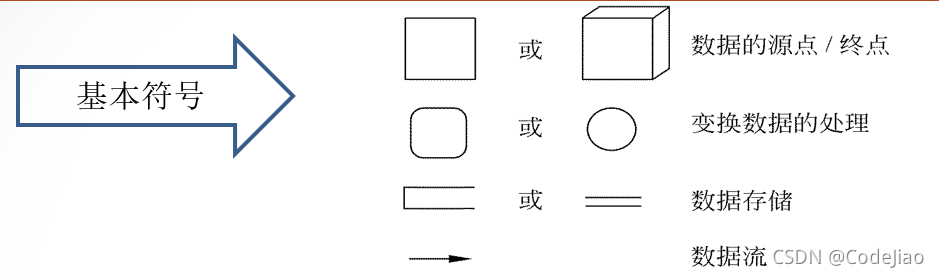 或 数据的源点 / 终点
基本符号
或 变换数据的处理
或 数据存储
数据流 CSDN @CodeJiao